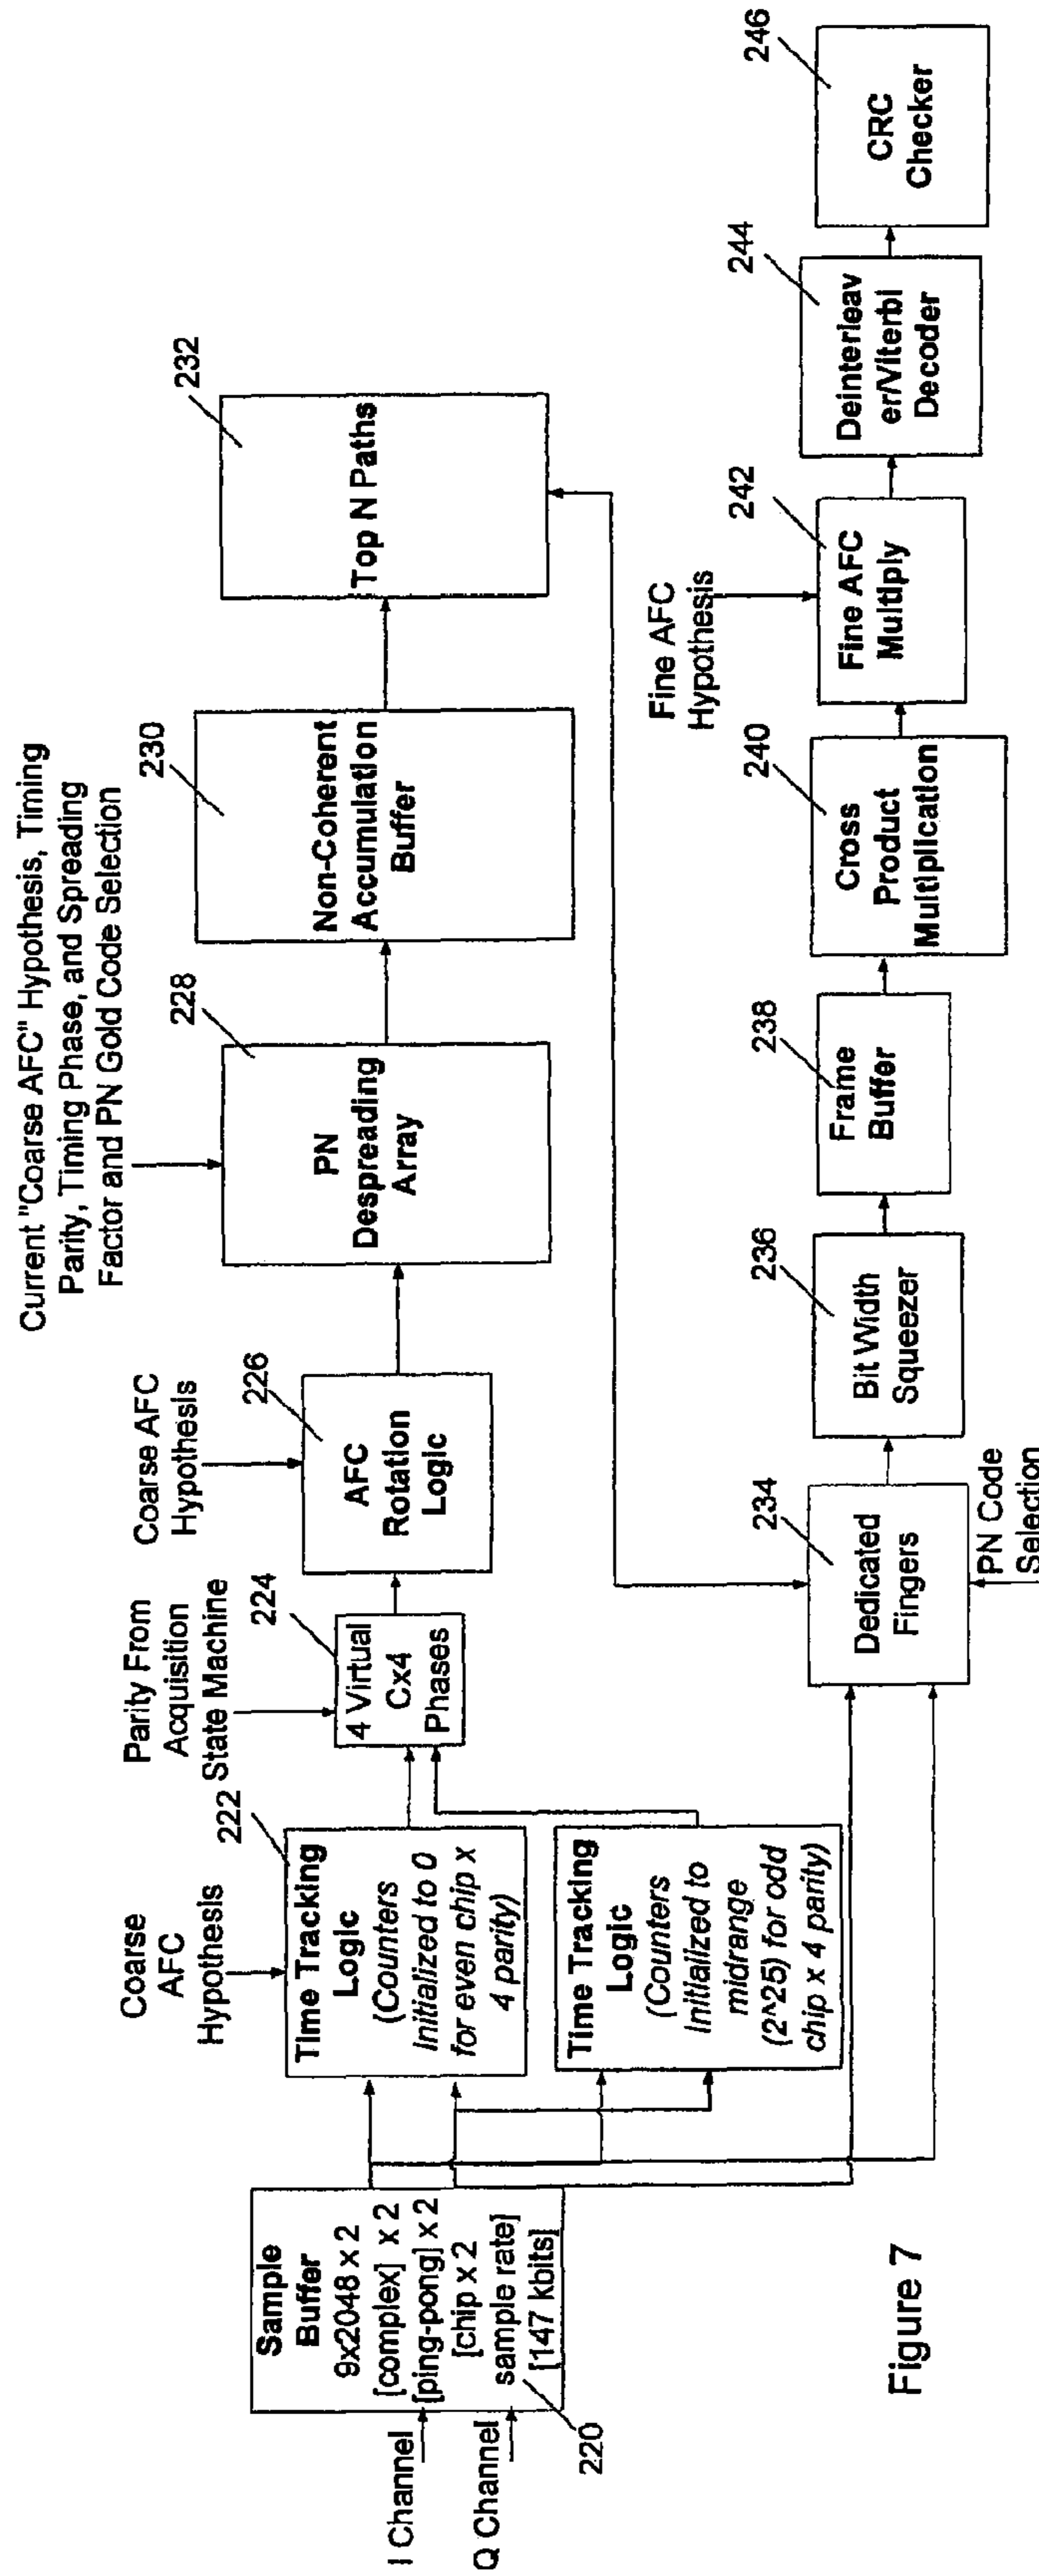 I Channel
Q Channel
Sample
Buffer
9x2048 x 2
[complex] x 2
[ping-pong] x 2
[chip x 2
sample rate]
[147 kbits]
220
Coarse
AFC
Hypothesis
222
Time Tracking
Logic
(Counters
Initialized to 0
for even chip x
4 parity)
Time Tracking
Logic
(Counters
Initialized to
midrange
(2^25) for odd
chip x 4 parity)
Parity From
Acquisition
State Machine
224
4 Virtual
Cx4
Phases
Coarse AFC
Hypothesis
226
AFC
Rotation
Logic
Current "Coarse AFC" Hypothesis, Timing
Parity, Timing Phase, and Spreading
Factor and PN Gold Code Selection
228
PN
Despreading
Array
230
Non-Coherent
Accumulation
Buffer
232
Top N Paths
234
Dedicated
Fingers
PN Code
Selection
236
Bit Width
Squeezer
238
Frame
Buffer
240
Cross
Product
Multiplication
Fine AFC
Hypothesis
242
Fine AFC
Multiply
244
Deinterleav
er/Viterbi
Decoder
246
CRC
Checker
Figure 7